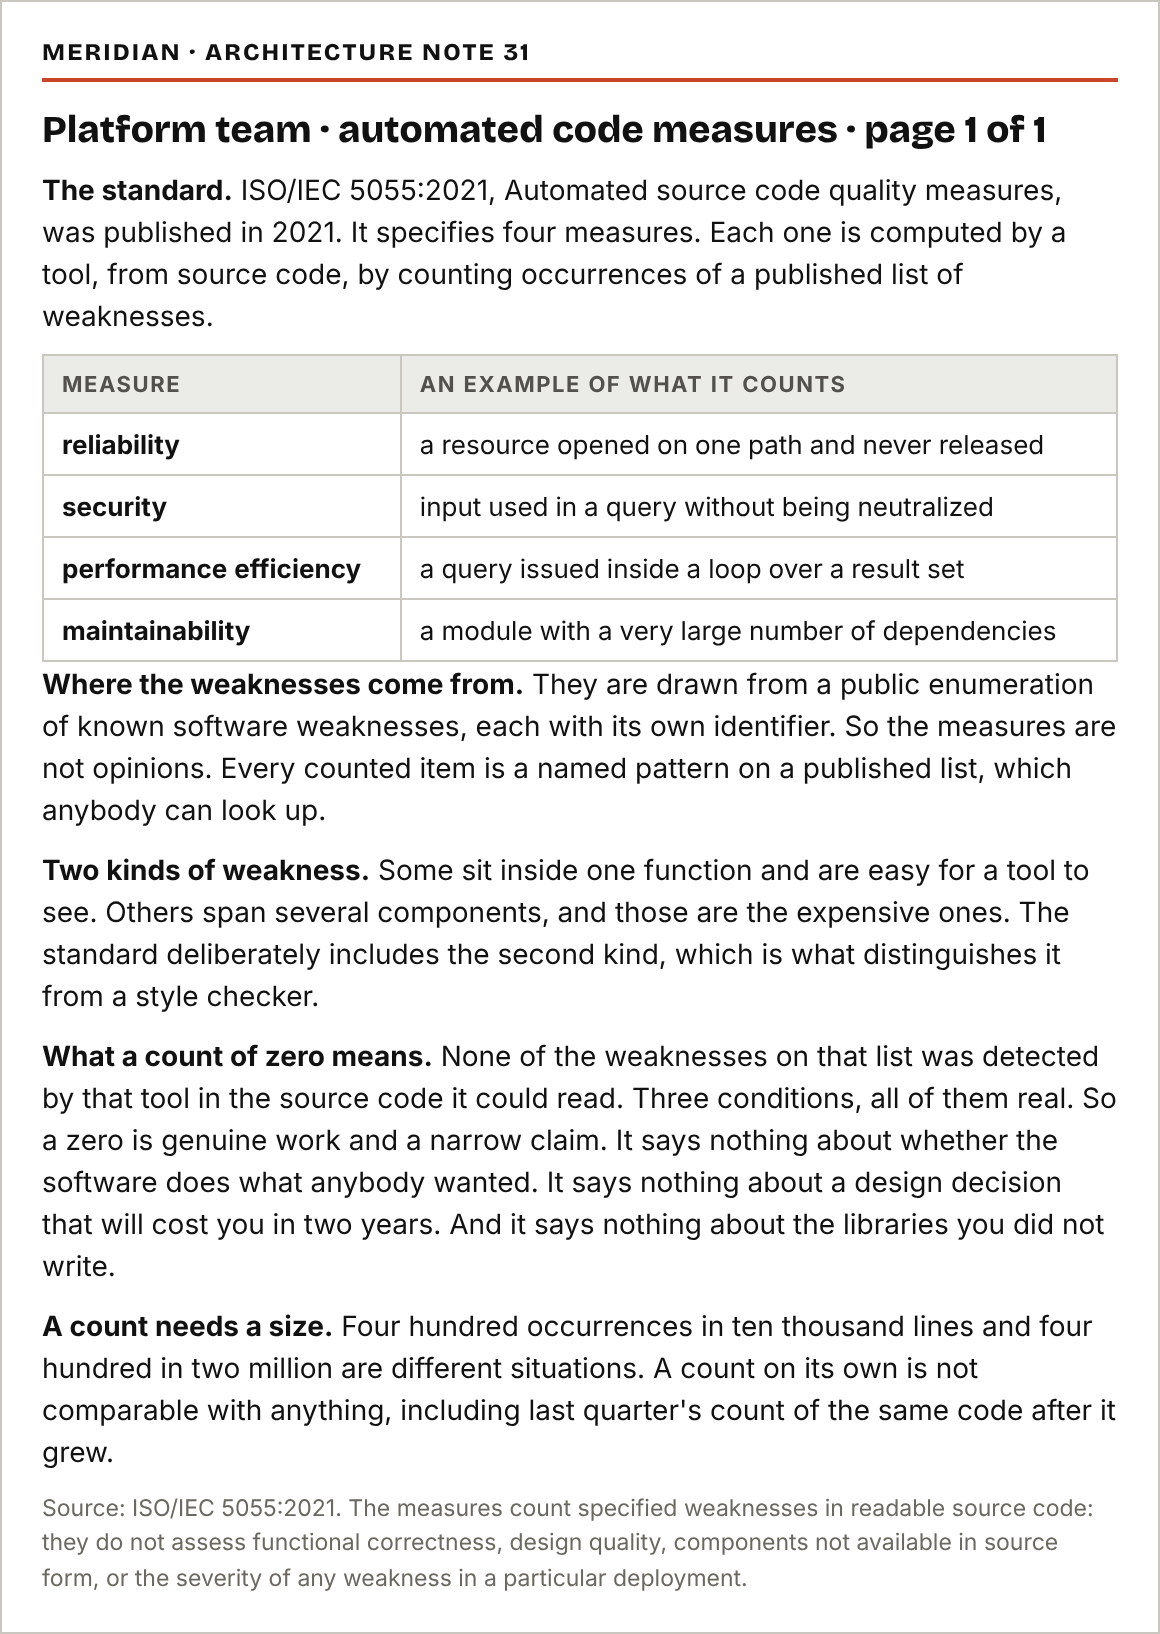 MERIDIAN · ARCHITECTURE NOTE 31
Platform team · automated code measures · page 1 of 1
The standard. ISO/IEC 5055:2021, Automated source code quality measures,
was published in 2021. It specifies four measures. Each one is computed by a
tool, from source code, by counting occurrences of a published list of
weaknesses.
MEASURE AN EXAMPLE OF WHAT IT COUNTS
reliability a resource opened on one path and never released
security input used in a query without being neutralized
performance efficiency a query issued inside a loop over a result set
maintainability a module with a very large number of dependencies
Where the weaknesses come from. They are drawn from a public enumeration
of known software weaknesses, each with its own identifier. So the measures are
not opinions. Every counted item is a named pattern on a published list, which
anybody can look up.
Two kinds of weakness. Some sit inside one function and are easy for a tool to
see. Others span several components, and those are the expensive ones. The
standard deliberately includes the second kind, which is what distinguishes it
from a style checker.
What a count of zero means. None of the weaknesses on that list was detected
by that tool in the source code it could read. Three conditions, all of them real. So
a zero is genuine work and a narrow claim. It says nothing about whether the
software does what anybody wanted. It says nothing about a design decision
that will cost you in two years. And it says nothing about the libraries you did not
write.
A count needs a size. Four hundred occurrences in ten thousand lines and four
hundred in two million are different situations. A count on its own is not
comparable with anything, including last quarter's count of the same code after it
grew.
Source: ISO/IEC 5055:2021. The measures count specified weaknesses in readable source code:
they do not assess functional correctness, design quality, components not available in source
form, or the severity of any weakness in a particular deployment.